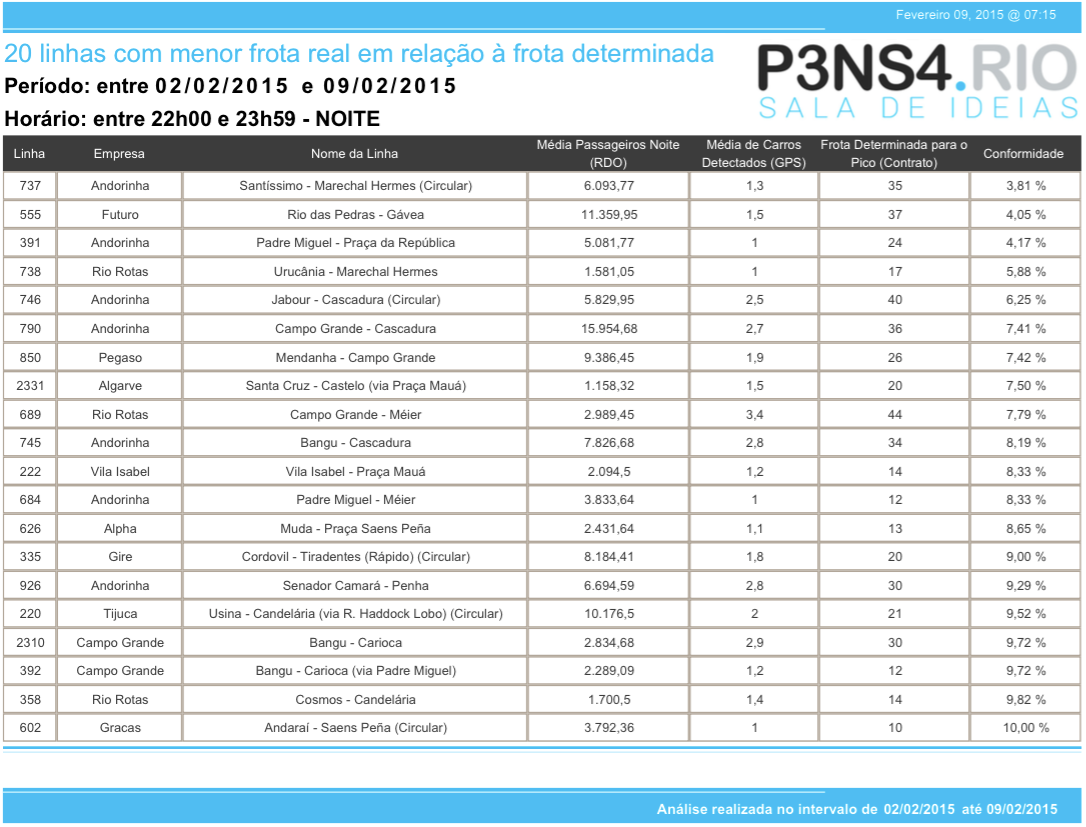 Fevereiro 09, 2015 @ 07:15
20 linhas com menor frota real em relação à frota determinada
Período: entre 02/02/2015 e 09/02/2015
Horário: entre 22h00 e 23h59 - NOITE
P3NS4.RIO
SALA DE IDEIAS
Linha Empresa Nome da Linha Média Passageiros Noite (RDO) Média de Carros Detectados (GPS) Frota Determinada para o Pico (Contrato) Conformidade
737 Andorinha Santíssimo - Marechal Hermes (Circular) 6.093,77 1,3 35 3,81 %
555 Futuro Rio das Pedras - Gávea 11.359,95 1,5 37 4,05 %
391 Andorinha Padre Miguel - Praça da República 5.081,77 1 24 4,17 %
738 Rio Rotas Urucânia - Marechal Hermes 1.581,05 1 17 5,88 %
746 Andorinha Jabour - Cascadura (Circular) 5.829,95 2,5 40 6,25 %
790 Andorinha Campo Grande - Cascadura 15.954,68 2,7 36 7,41 %
850 Pegaso Mendanha - Campo Grande 9.386,45 1,9 26 7,42 %
2331 Algarve Santa Cruz - Castelo (via Praça Mauá) 1.158,32 1,5 20 7,50 %
689 Rio Rotas Campo Grande - Méier 2.989,45 3,4 44 7,79 %
745 Andorinha Bangu - Cascadura 7.826,68 2,8 34 8,19 %
222 Vila Isabel Vila Isabel - Praça Mauá 2.094,5 1,2 14 8,33 %
684 Andorinha Padre Miguel - Méier 3.833,64 1 12 8,33 %
626 Alpha Muda - Praça Saens Peña 2.431,64 1,1 13 8,65 %
335 Gire Cordovil - Tiradentes (Rápido) (Circular) 8.184,41 1,8 20 9,00 %
926 Andorinha Senador Camará - Penha 6.694,59 2,8 30 9,29 %
220 Tijuca Usina - Candelária (via R. Haddock Lobo) (Circular) 10.176,5 2 21 9,52 %
2310 Campo Grande Bangu - Carioca 2.834,68 2,9 30 9,72 %
392 Campo Grande Bangu - Carioca (via Padre Miguel) 2.289,09 1,2 12 9,72 %
358 Rio Rotas Cosmos - Candelária 1.700,5 1,4 14 9,82 %
602 Gracas Andaraí - Saens Peña (Circular) 3.792,36 1 10 10,00 %
Análise realizada no intervalo de 02/02/2015 até 09/02/2015